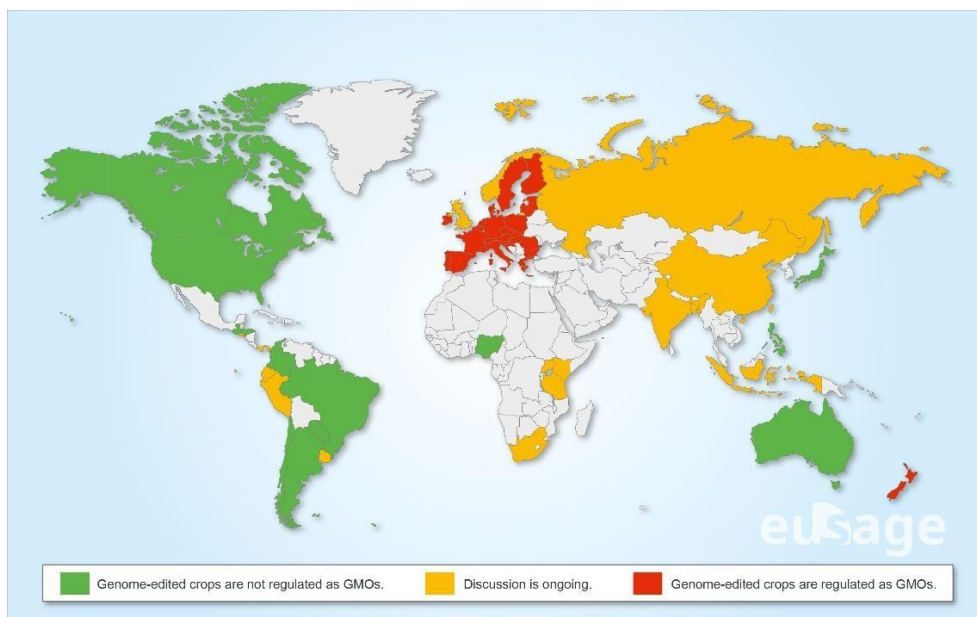 eusage
Genome-edited crops are not regulated as GMOs.
Discussion is ongoing.
Genome-edited crops are regulated as GMOs.